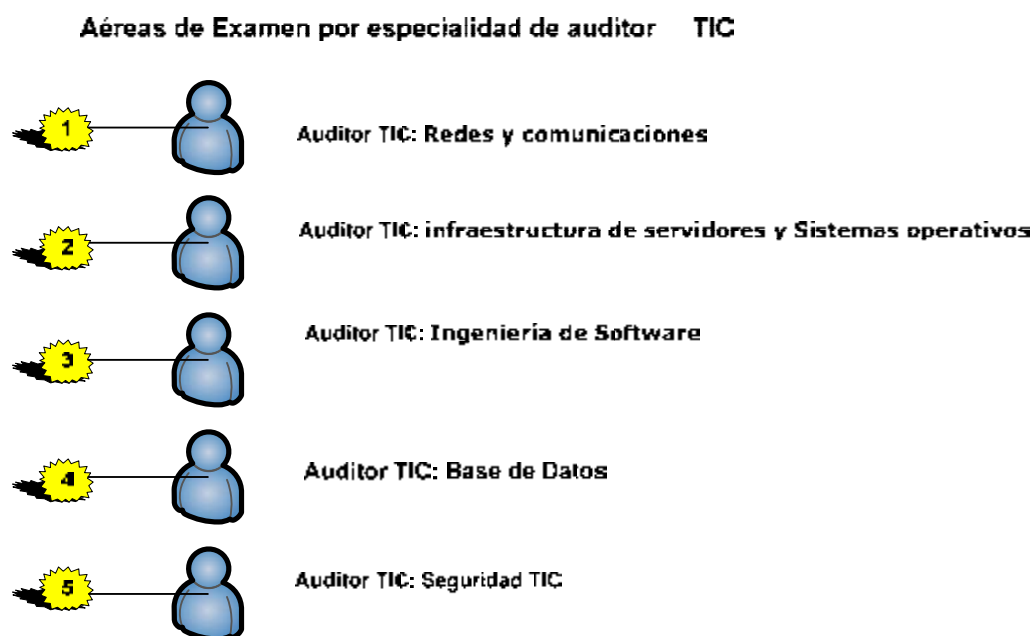 Aéreas de Examen por especialidad de auditor TIC
1 Auditor TIC: Redes y comunicaciones
2 Auditor TIC: infraestructura de servidores y Sistemas operativos
3 Auditor TIC: Ingeniería de Software
4 Auditor TIC: Base de Datos
5 Auditor TIC: Seguridad TIC